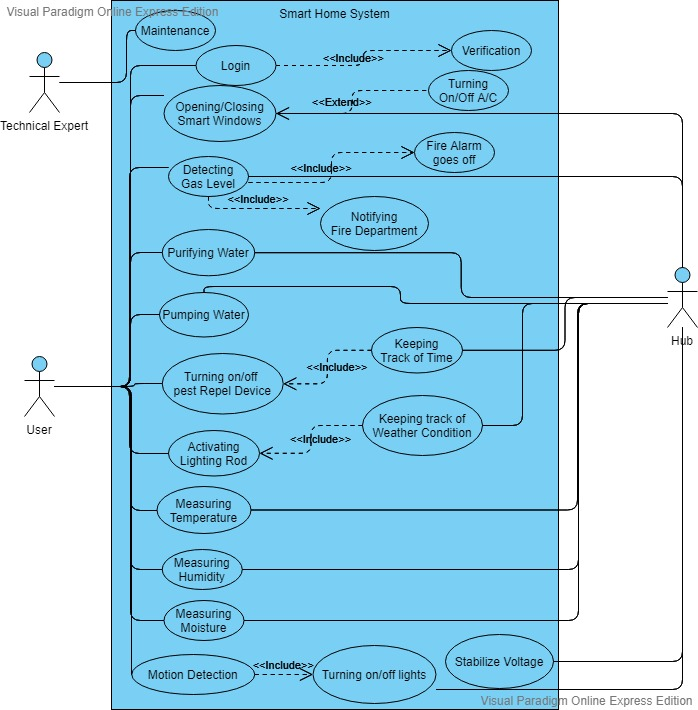 Visual Paradigm Online Express Edition
Smart Home System
Maintenance
Technical Expert
Login
<<Include>>
Verification
Opening/Closing
Smart Windows
<<Extend>>
Turning
On/Off A/C
Detecting
Gas Level
<<Include>>
Fire Alarm
goes off
<<Include>>
Notifying
Fire Department
Purifying Water
Pumping Water
Hub
Keeping
Track of Time
<<Include>>
Turning on/off
pest Repel Device
User
Keeping track of
Weather Condition
<<Include>>
Activating
Lighting Rod
Measuring
Temperature
Measuring
Humidity
Measuring
Moisture
Motion Detection
<<Include>>
Turning on/off lights
Stabilize Voltage
Visual Paradigm Online Express Edition